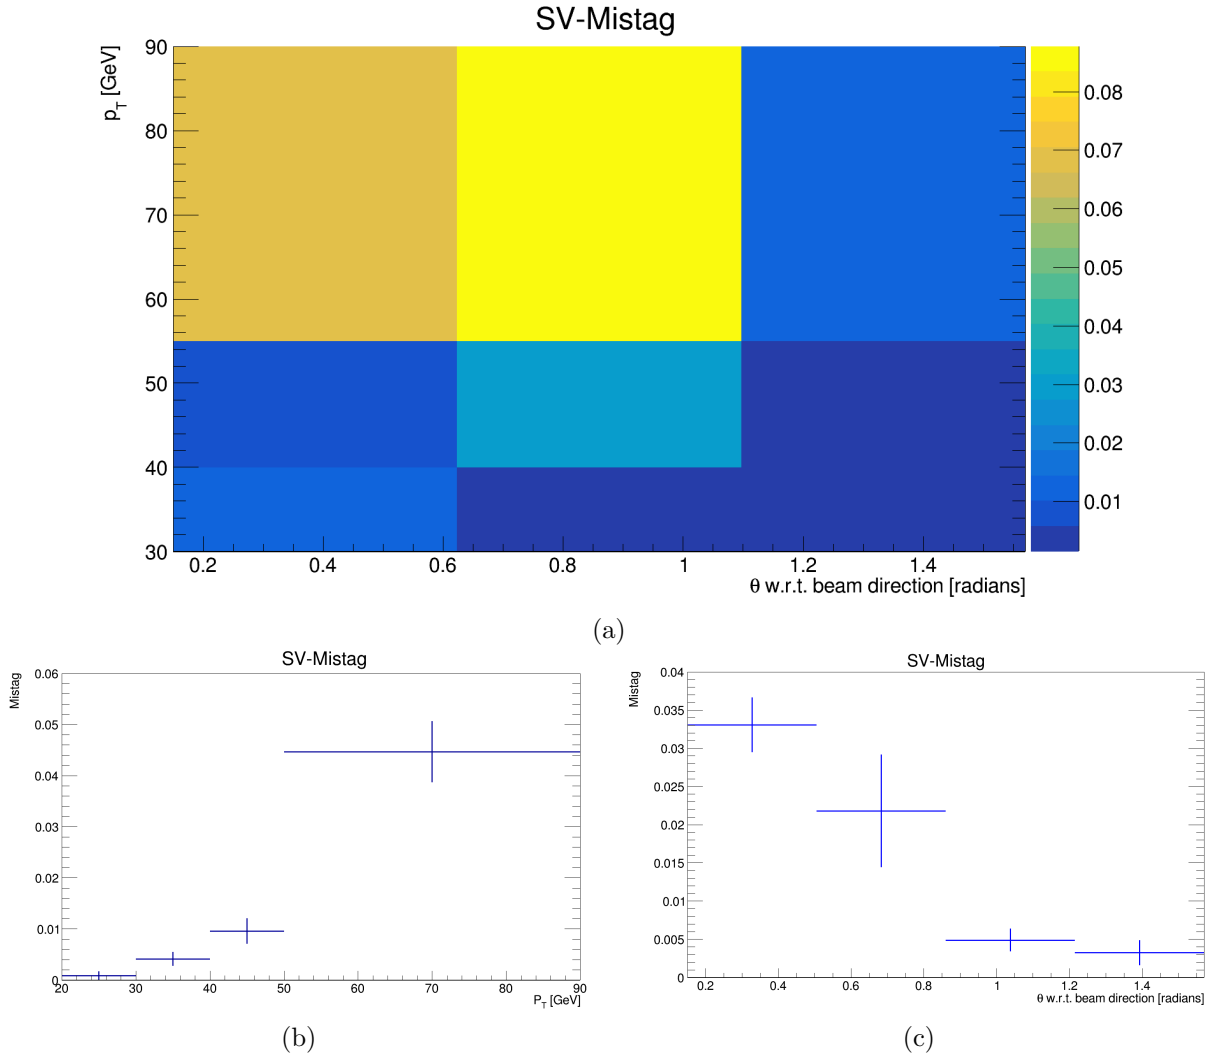 SV-Mistag
p_T [GeV]
90
80
70
60
50
40
30
0.2 0.4 0.6 0.8 1 1.2 1.4
θ w.r.t. beam direction [radians]
0.08
0.07
0.06
0.05
0.04
0.03
0.02
0.01
(a)
SV-Mistag
Mistag
0.06
0.05
0.04
0.03
0.02
0.01
0
20 30 40 50 60 70 80 90
P_T [GeV]
(b)
SV-Mistag
Mistag
0.04
0.035
0.03
0.025
0.02
0.015
0.01
0.005
0
0.2 0.4 0.6 0.8 1 1.2 1.4
θ w.r.t. beam direction [radians]
(c)